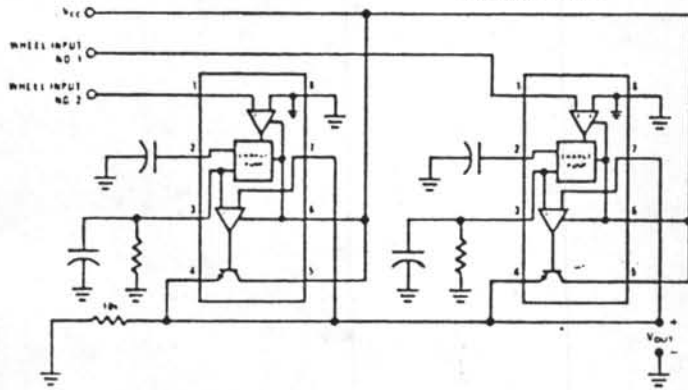 VCC
WHEEL INPUT
NO. 1
WHEEL INPUT
NO. 2
1
8
1
8
2
CHARGE
PUMP
7
2
CHARGE
PUMP
7
3
6
3
6
4
5
4
5
10k
+
VOUT
−